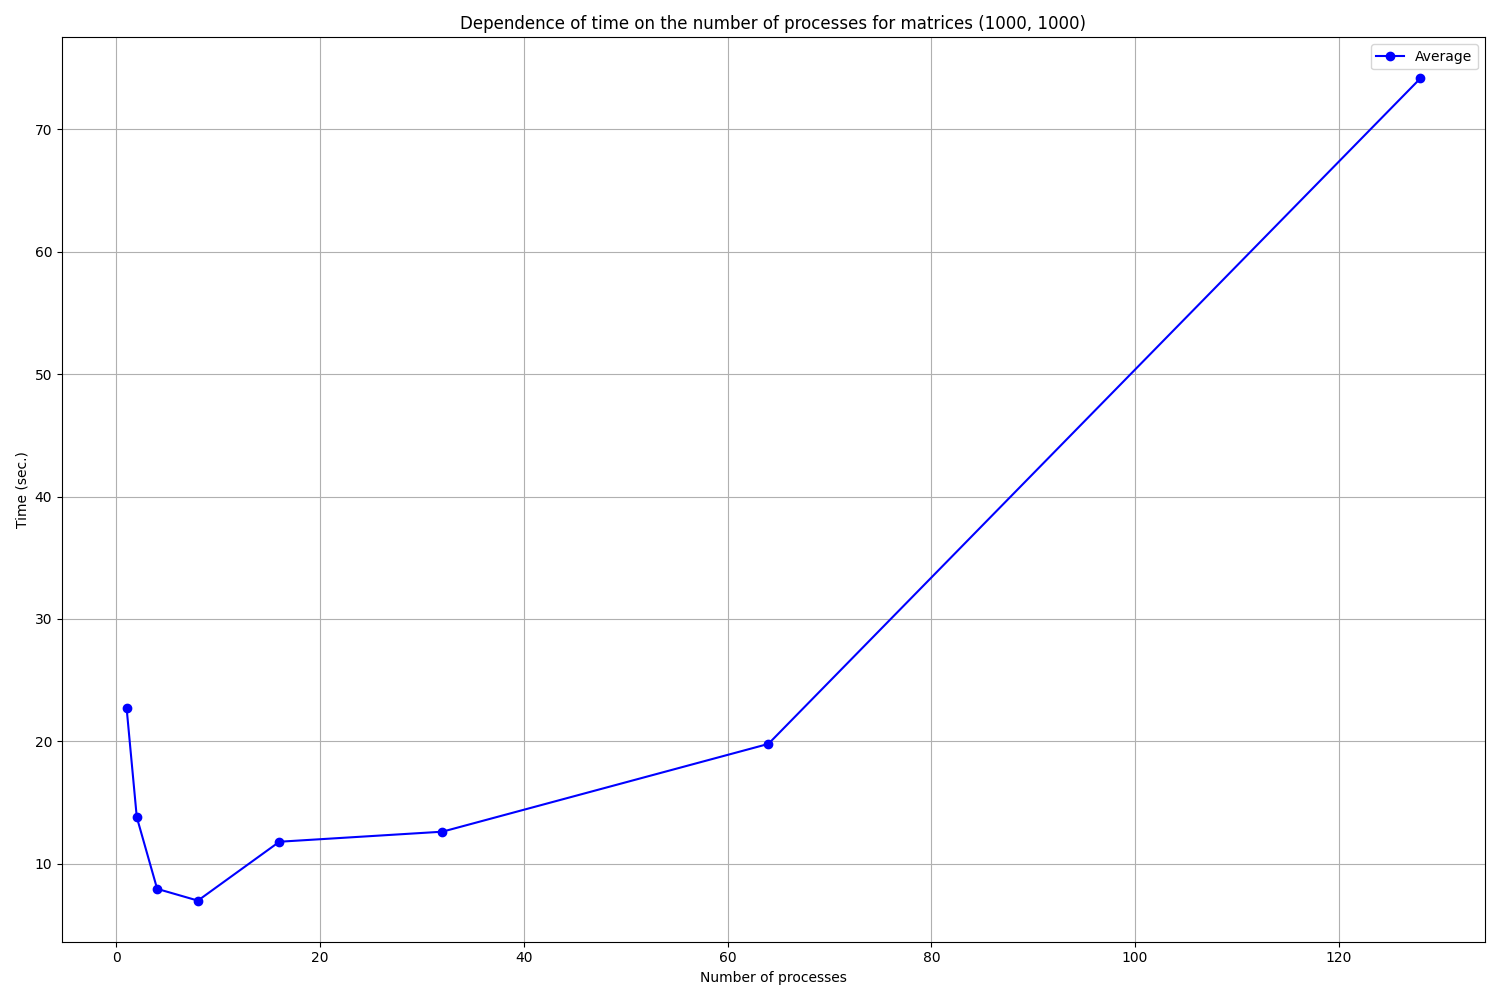 Dependence of time on the number of processes for matrices (1000, 1000)
Average
70
60
50
40
30
20
10
Time (sec.)
0 20 40 60 80 100 120
Number of processes